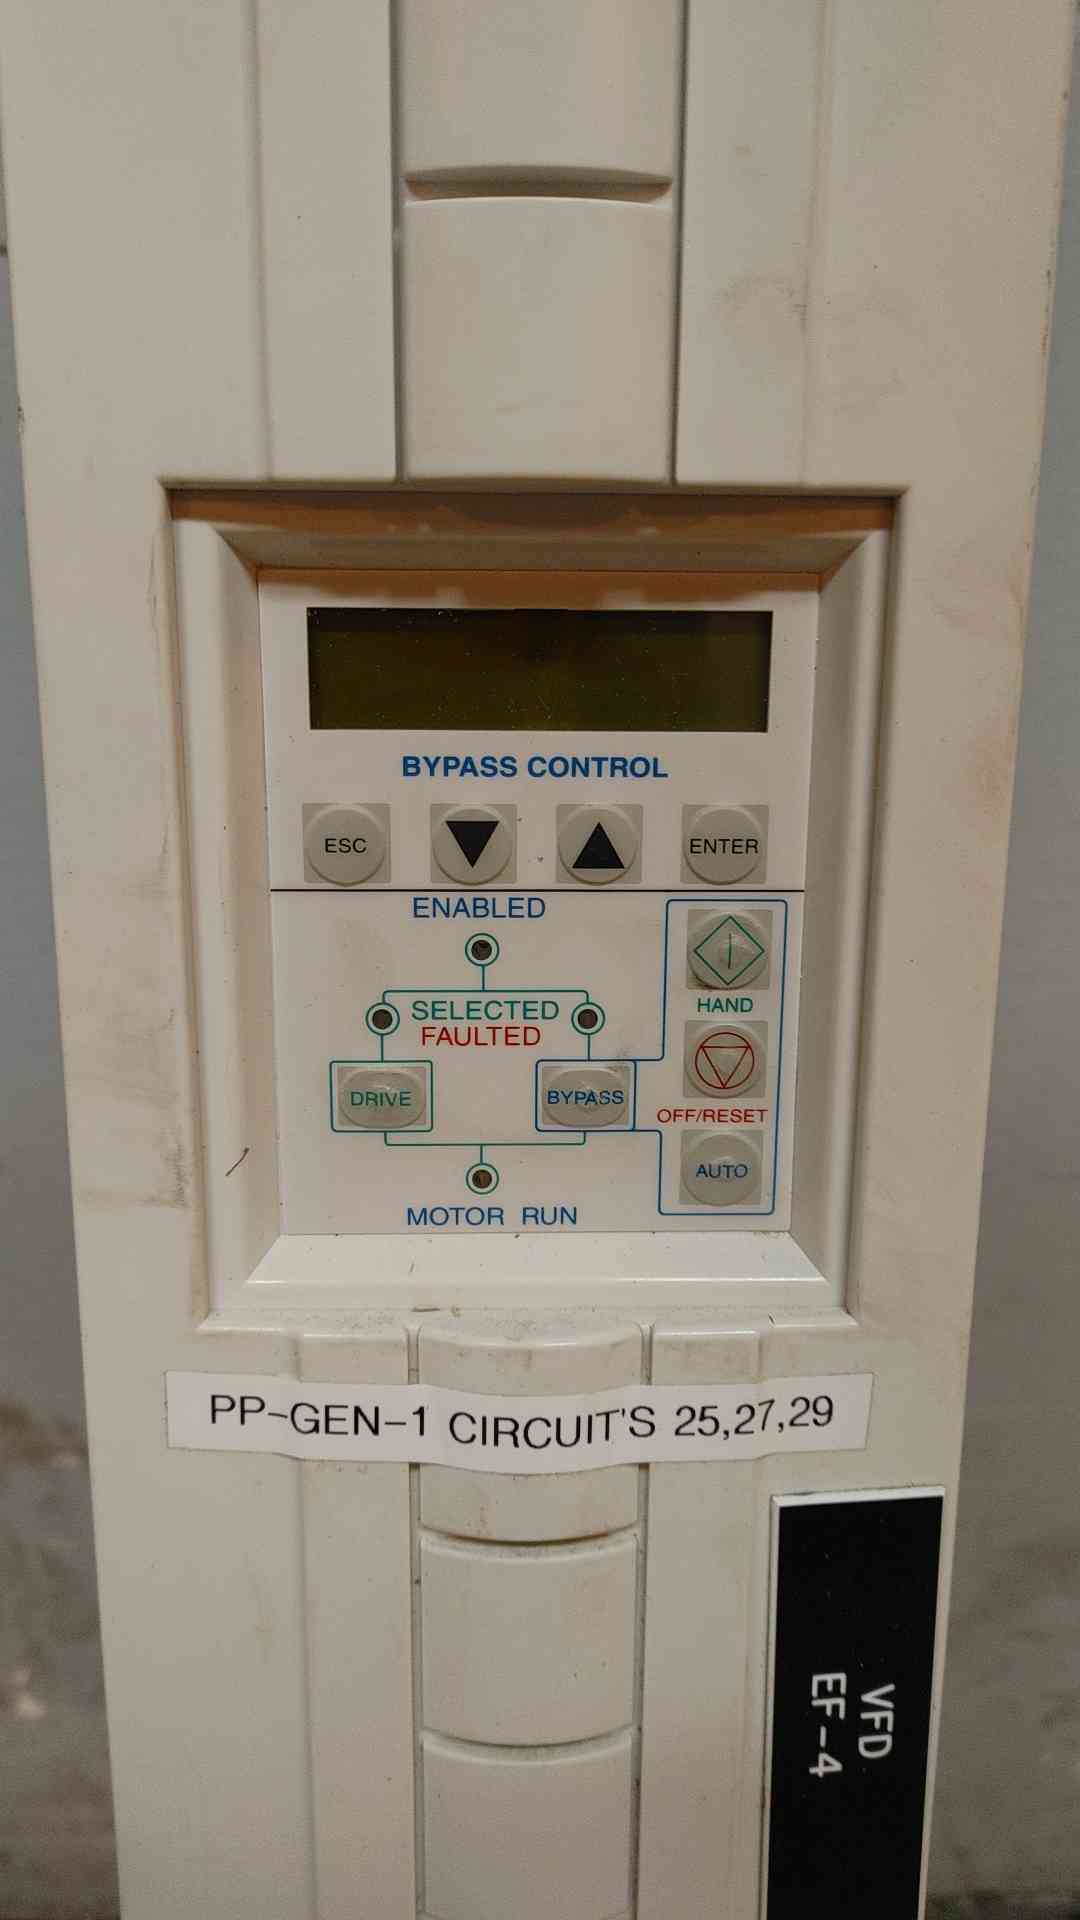 BYPASS CONTROL
ESC
ENTER
ENABLED
HAND
SELECTED
FAULTED
DRIVE
BYPASS
OFF/RESET
AUTO
MOTOR RUN
PP-GEN-1 CIRCUIT'S 25,27,29
VFD
EF-4